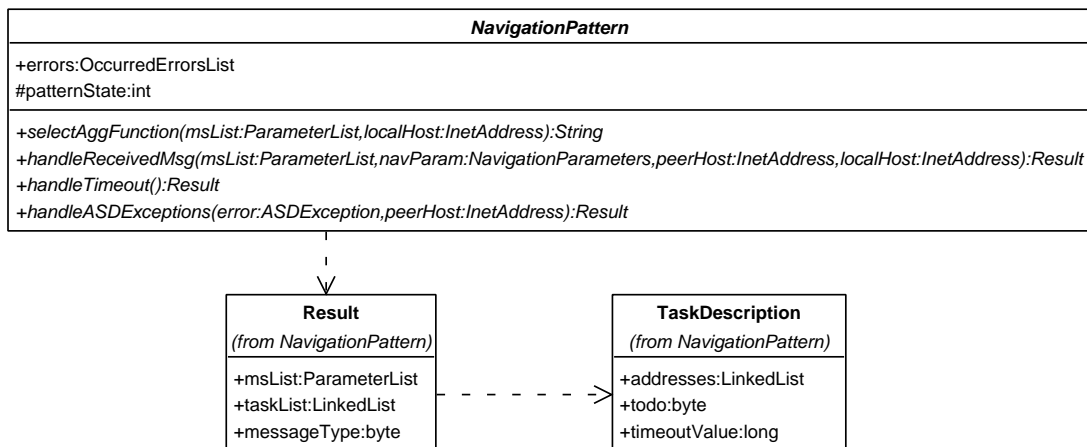 NavigationPattern
+errors:OccurredErrorsList
#patternState:int
+selectAggFunction(msList:ParameterList,localHost:InetAddress):String
+handleReceivedMsg(msList:ParameterList,navParam:NavigationParameters,peerHost:InetAddress,localHost:InetAddress):Result
+handleTimeout():Result
+handleASDExceptions(error:ASDException,peerHost:InetAddress):Result
Result
(from NavigationPattern)
+msList:ParameterList
+taskList:LinkedList
+messageType:byte
TaskDescription
(from NavigationPattern)
+addresses:LinkedList
+todo:byte
+timeoutValue:long